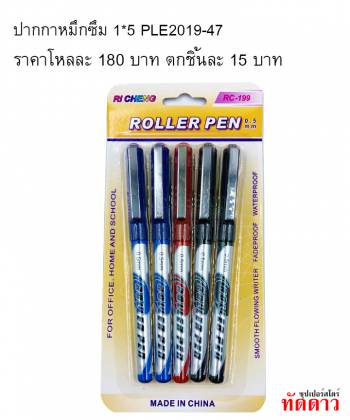 ปากกาหมึกซึม 1*5 PLE2019-47
ราคาโหลละ 180 บาท ตกชิ้นละ 15 บาท
RI CHENG
RC-199
ROLLER PEN 0.5 mm
FOR OFFICE, HOME AND SCHOOL
SMOOTH FLOWING WRITER FADEPROOF WATERPROOF
MADE IN CHINA
ซุปเปอร์สโตร์
ทัดดาว